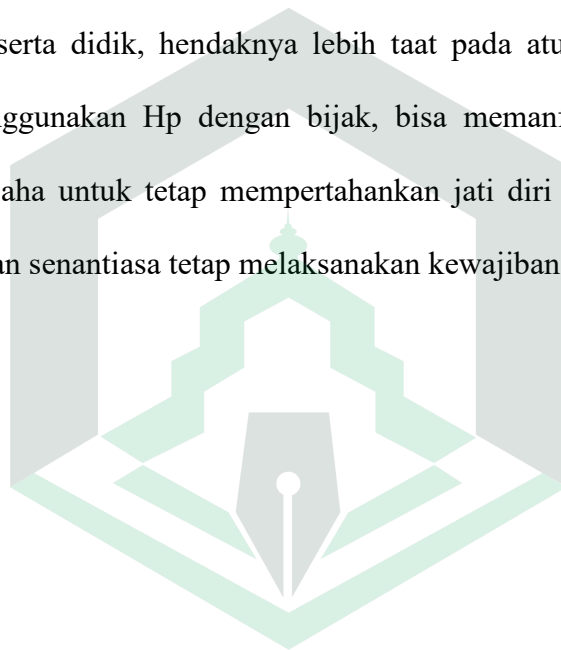 serta didik, hendaknya lebih taat pada atu
nggunakan Hp dengan bijak, bisa meman
aha untuk tetap mempertahankan jati diri
an senantiasa tetap melaksanakan kewajiban